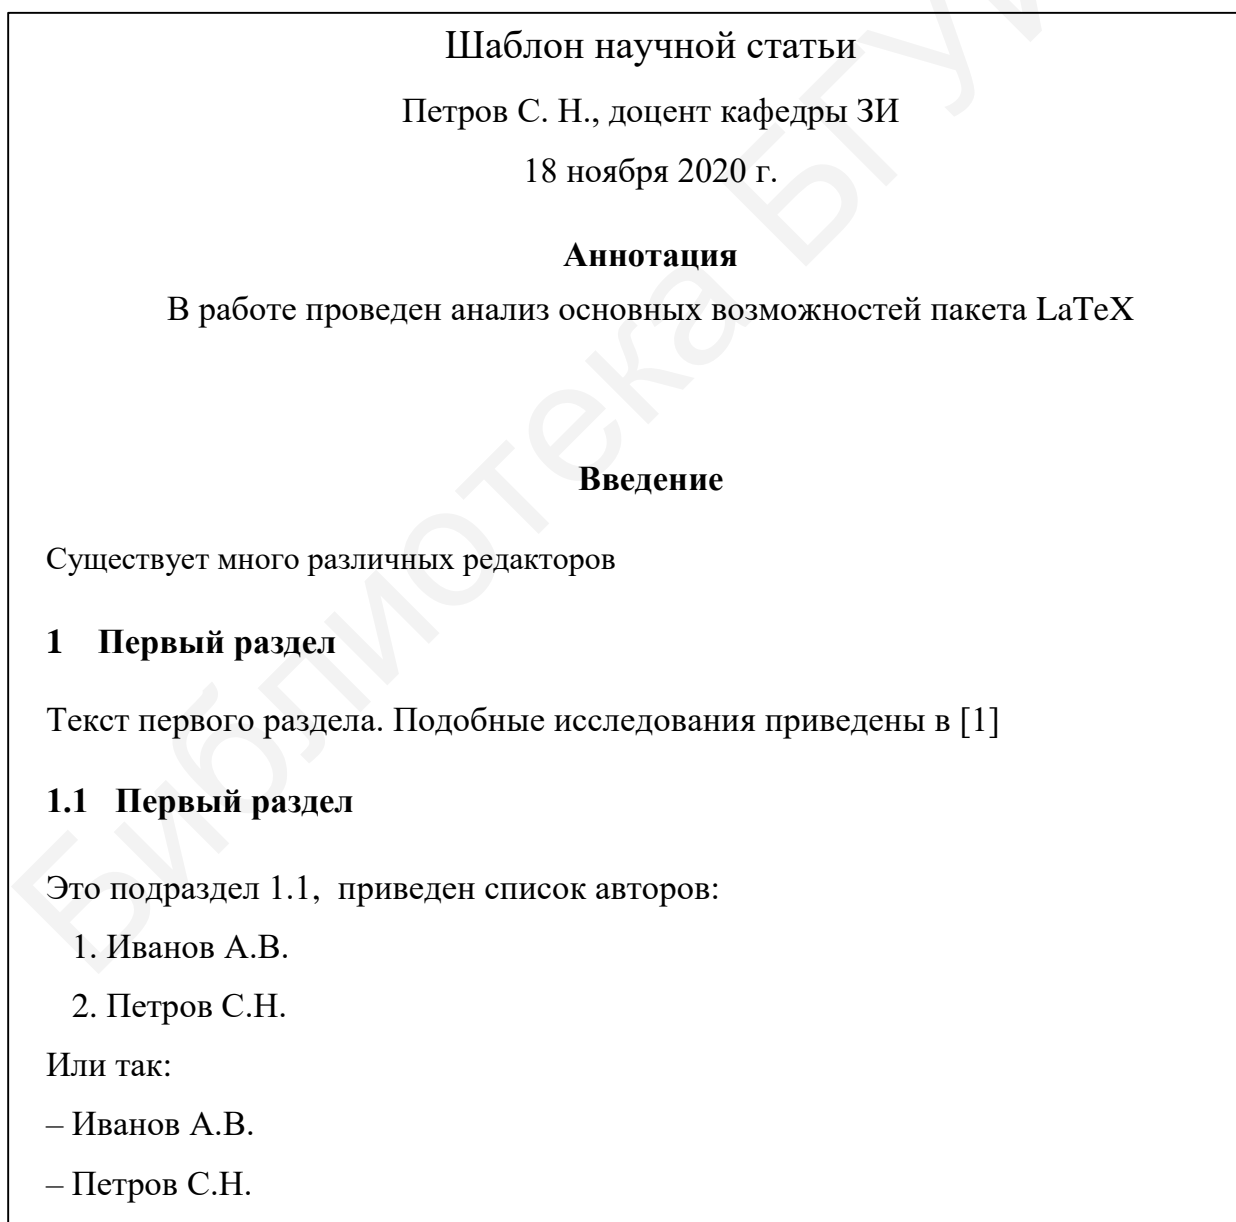 Шаблон научной статьи
Петров С. Н., доцент кафедры ЗИ
18 ноября 2020 г.
Аннотация
В работе проведен анализ основных возможностей пакета LaTeX
Введение
Существует много различных редакторов
1 Первый раздел
Текст первого раздела. Подобные исследования приведены в [1]
1.1 Первый раздел
Это подраздел 1.1, приведен список авторов:
1. Иванов А.В.
2. Петров С.Н.
Или так:
– Иванов А.В.
– Петров С.Н.
Библиотека